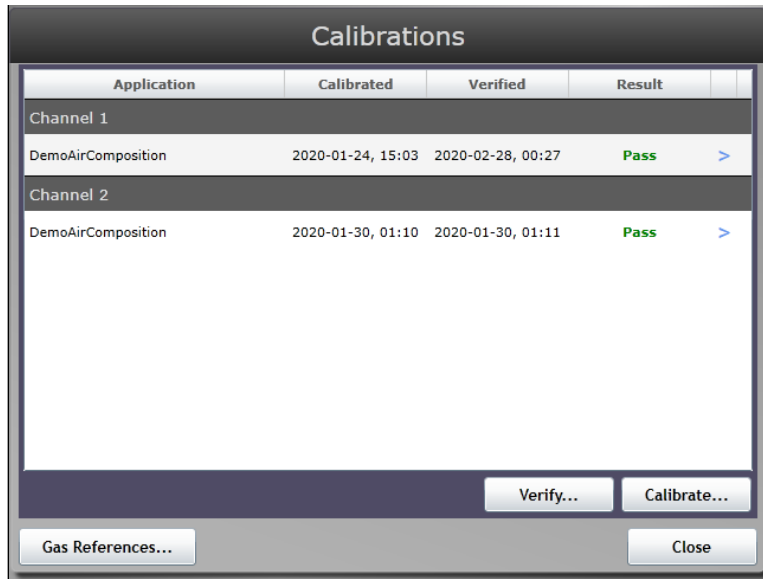 Calibrations
Application Calibrated Verified Result
Channel 1
DemoAirComposition 2020-01-24, 15:03 2020-02-28, 00:27 Pass >
Channel 2
DemoAirComposition 2020-01-30, 01:10 2020-01-30, 01:11 Pass >
Verify... Calibrate...
Gas References... Close